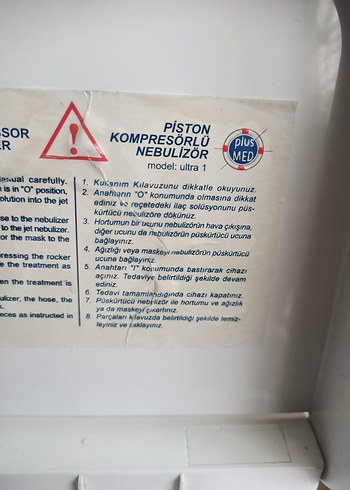 SSOR
ER
anual carefully.
is in "O" position,
olution into the jet
se to the nebulizer
to the jet nebulizer.
or the mask to the
pressing the rocker
e the treatment as
en the treatment is
ulizer, the hose, the
eces as instructed in
PİSTON
KOMPRESÖRLÜ
NEBULİZÖR
model: ultra 1
plus
MED
1. Kullanım Kılavuzunu dikkatle okuyunuz.
2. Anahtarın "O" konumunda olmasına dikkat
ediniz ve reçetedeki ilaç solüsyonunu püs-
kürtücü nebulizöre dökünüz.
3. Hortumun bir ucunu nebulizörün hava çıkışına,
diğer ucunu da nebulizörün püskürtücü ucuna
bağlayınız.
4. Ağızlığı veya maskeyi nebulizörün püskürtücü
ucuna bağlayınız.
5. Anahtarı "I" konumunda bastırarak cihazı
açınız. Tedaviye belirtildiği şekilde devam
ediniz.
6. Tedavi tamamlandığında cihazı kapatınız.
7. Püskürtücü nebulizör ile hortumu ve ağızlık
ya da maskeyi çıkartınız.
8. Parçaları kılavuzda belirtildiği şekilde temiz-
leyiniz ve saklayınız.